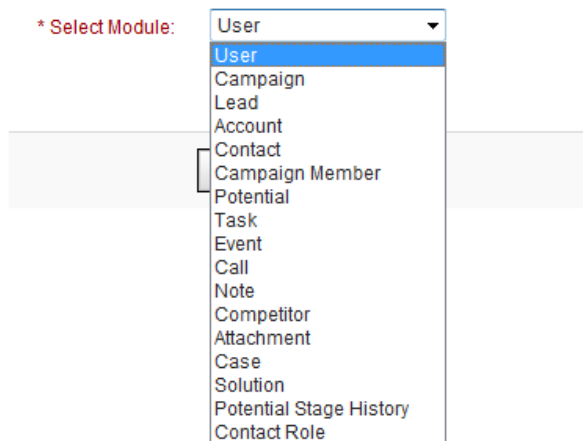 * Select Module: User
User
Campaign
Lead
Account
Contact
Campaign Member
Potential
Task
Event
Call
Note
Competitor
Attachment
Case
Solution
Potential Stage History
Contact Role